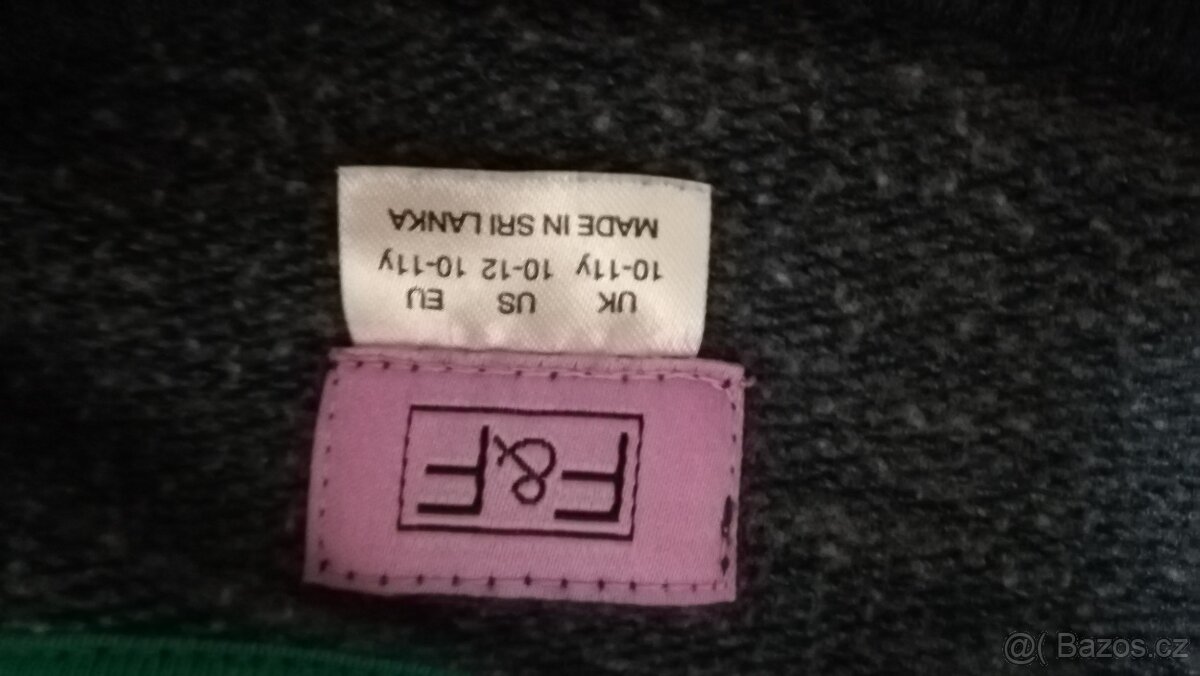 F&F
UK US EU
10-11y 10-12 10-11y
MADE IN SRI LANKA
@( Bazos.cz